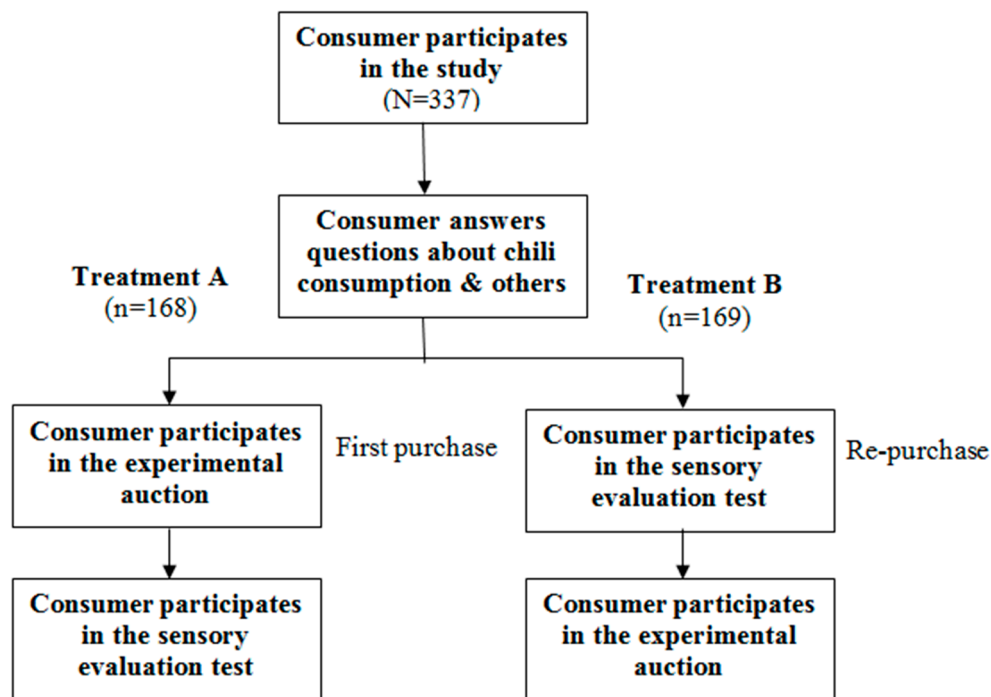 Consumer participates
in the study
(N=337)
Consumer answers
questions about chili
consumption & others
Treatment A
(n=168)
Treatment B
(n=169)
Consumer participates
in the experimental
auction
First purchase
Consumer participates
in the sensory
evaluation test
Re-purchase
Consumer participates
in the sensory
evaluation test
Consumer participates
in the experimental
auction